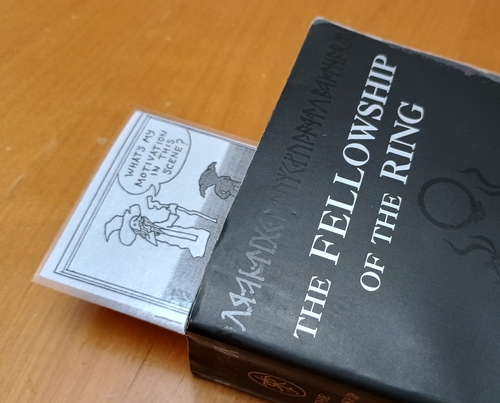 WHAT'S MY
MOTIVATION
IN THIS
SCENE?
THE FELLOWSHIP
OF THE RING